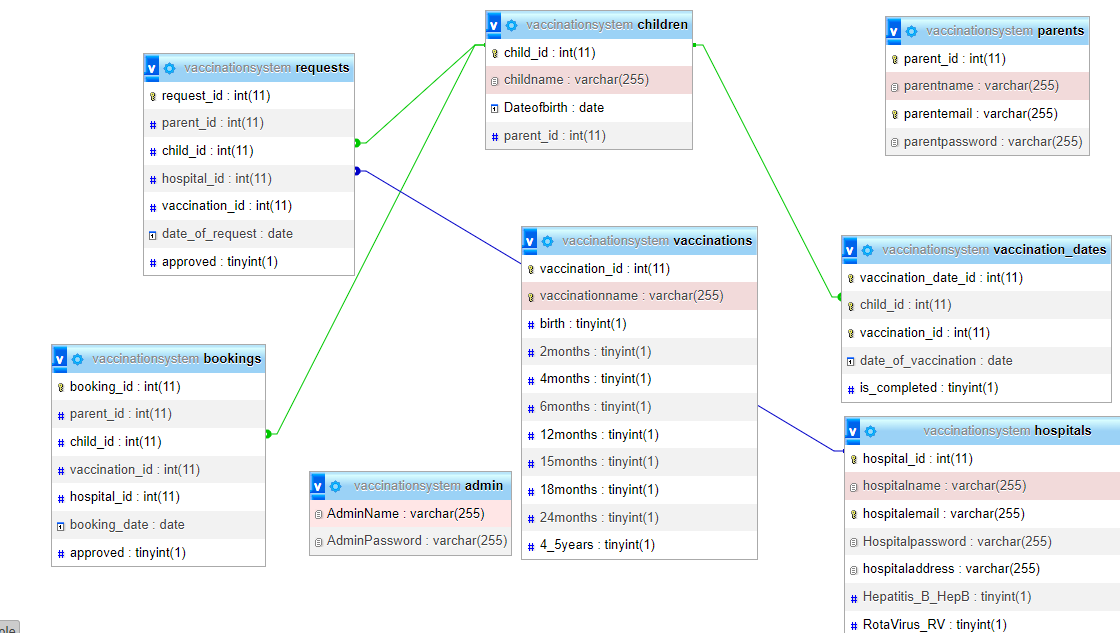 vaccinationsystem children
child_id : int(11)
childname : varchar(255)
Dateofbirth : date
parent_id : int(11)
vaccinationsystem parents
parent_id : int(11)
parentname : varchar(255)
parentemail : varchar(255)
parentpassword : varchar(255)
vaccinationsystem requests
request_id : int(11)
parent_id : int(11)
child_id : int(11)
hospital_id : int(11)
vaccination_id : int(11)
date_of_request : date
approved : tinyint(1)
vaccinationsystem vaccinations
vaccination_id : int(11)
vaccinationname : varchar(255)
birth : tinyint(1)
2months : tinyint(1)
4months : tinyint(1)
6months : tinyint(1)
12months : tinyint(1)
15months : tinyint(1)
18months : tinyint(1)
24months : tinyint(1)
4_5years : tinyint(1)
vaccinationsystem vaccination_dates
vaccination_date_id : int(11)
child_id : int(11)
vaccination_id : int(11)
date_of_vaccination : date
is_completed : tinyint(1)
vaccinationsystem bookings
booking_id : int(11)
parent_id : int(11)
child_id : int(11)
vaccination_id : int(11)
hospital_id : int(11)
booking_date : date
approved : tinyint(1)
vaccinationsystem admin
AdminName : varchar(255)
AdminPassword : varchar(255)
vaccinationsystem hospitals
hospital_id : int(11)
hospitalname : varchar(255)
hospitalemail : varchar(255)
Hospitalpassword : varchar(255)
hospitaladdress : varchar(255)
Hepatitis_B_HepB : tinyint(1)
RotaVirus_RV : tinyint(1)